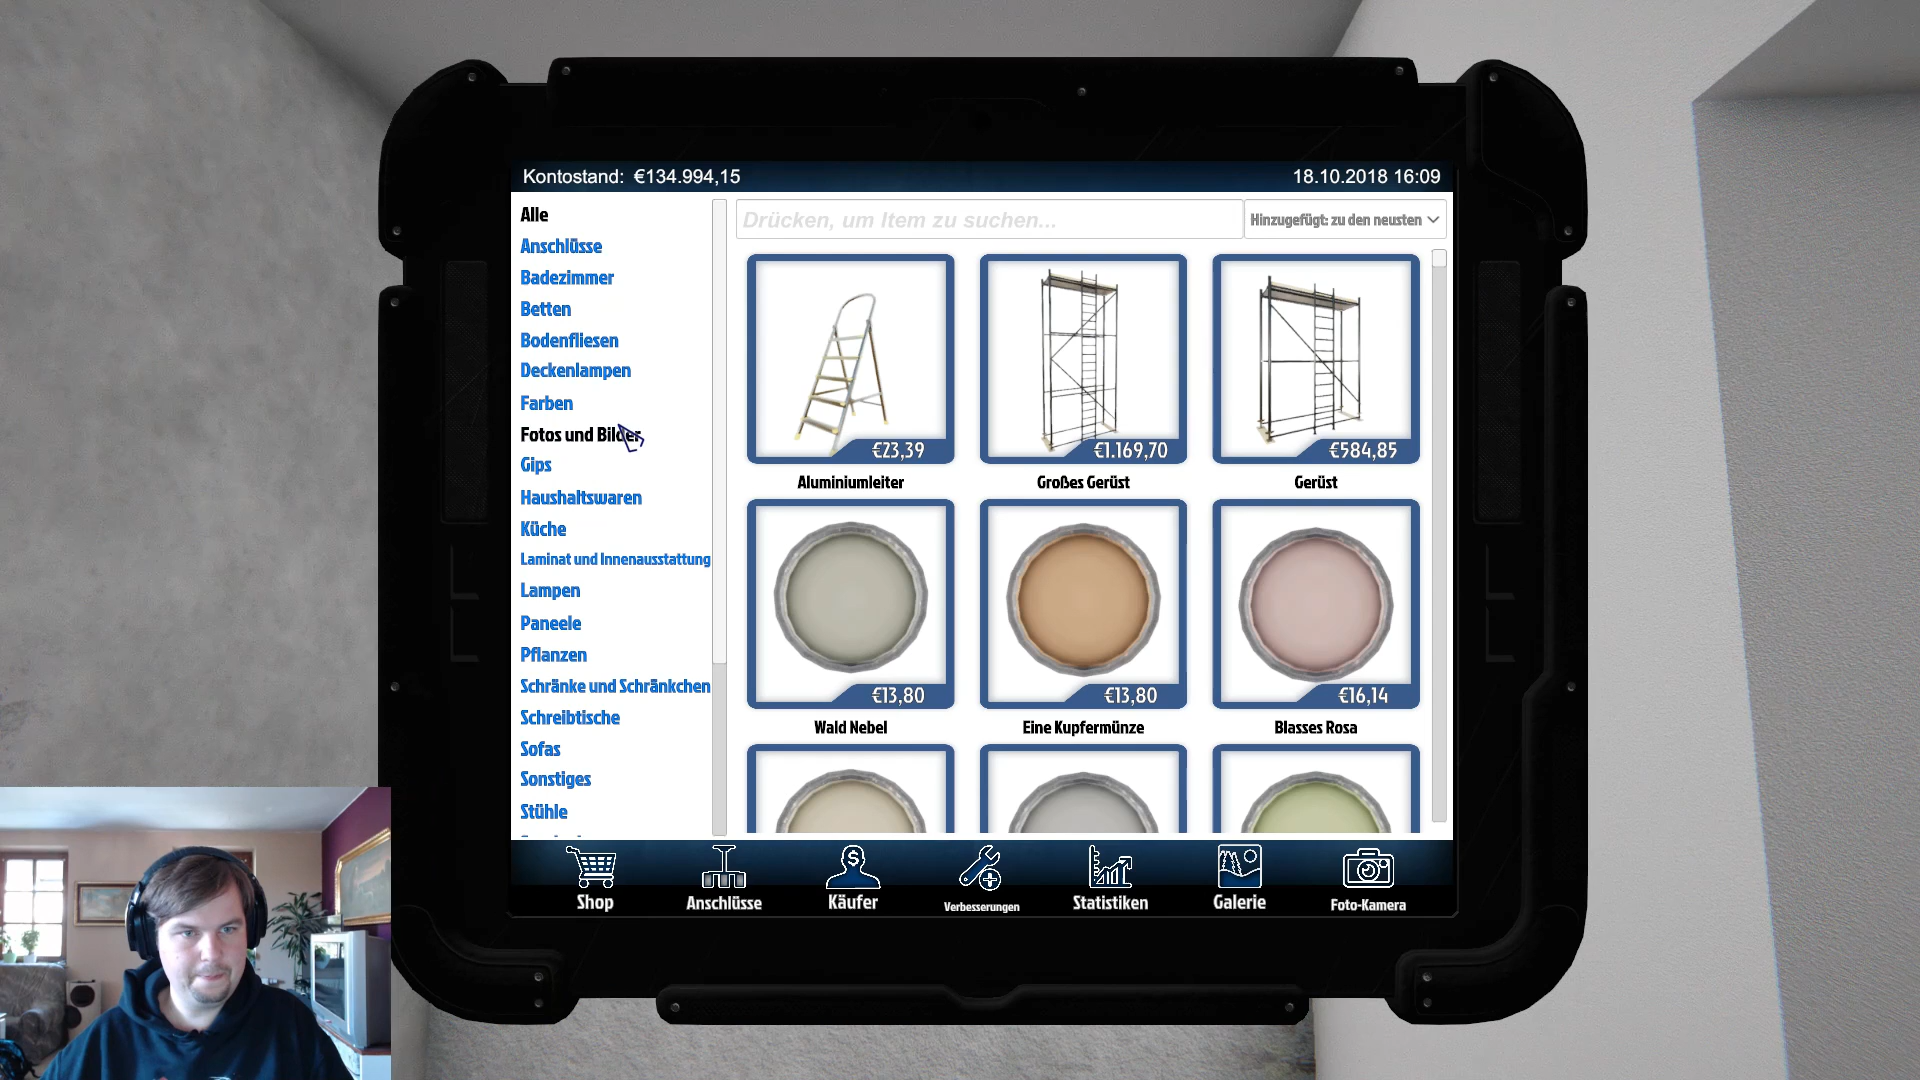 Kontostand: €134.994,15
18.10.2018 16:09
Alle
Anschlüsse
Badezimmer
Betten
Bodenfliesen
Deckenlampen
Farben
Fotos und Bilder
Gips
Haushaltswaren
Küche
Laminat und Innenausstattung
Lampen
Paneele
Pflanzen
Schränke und Schränkchen
Schreibtische
Sofas
Sonstiges
Stühle
Drücken, um Item zu suchen...
Hinzugefügt: zu den neusten
€23,39
€1.169,70
€584,85
Aluminiumleiter
Großes Gerüst
Gerüst
€13,80
€13,80
€16,14
Wald Nebel
Eine Kupfermünze
Blasses Rosa
Shop
Anschlüsse
Käufer
Verbesserungen
Statistiken
Galerie
Foto-Kamera